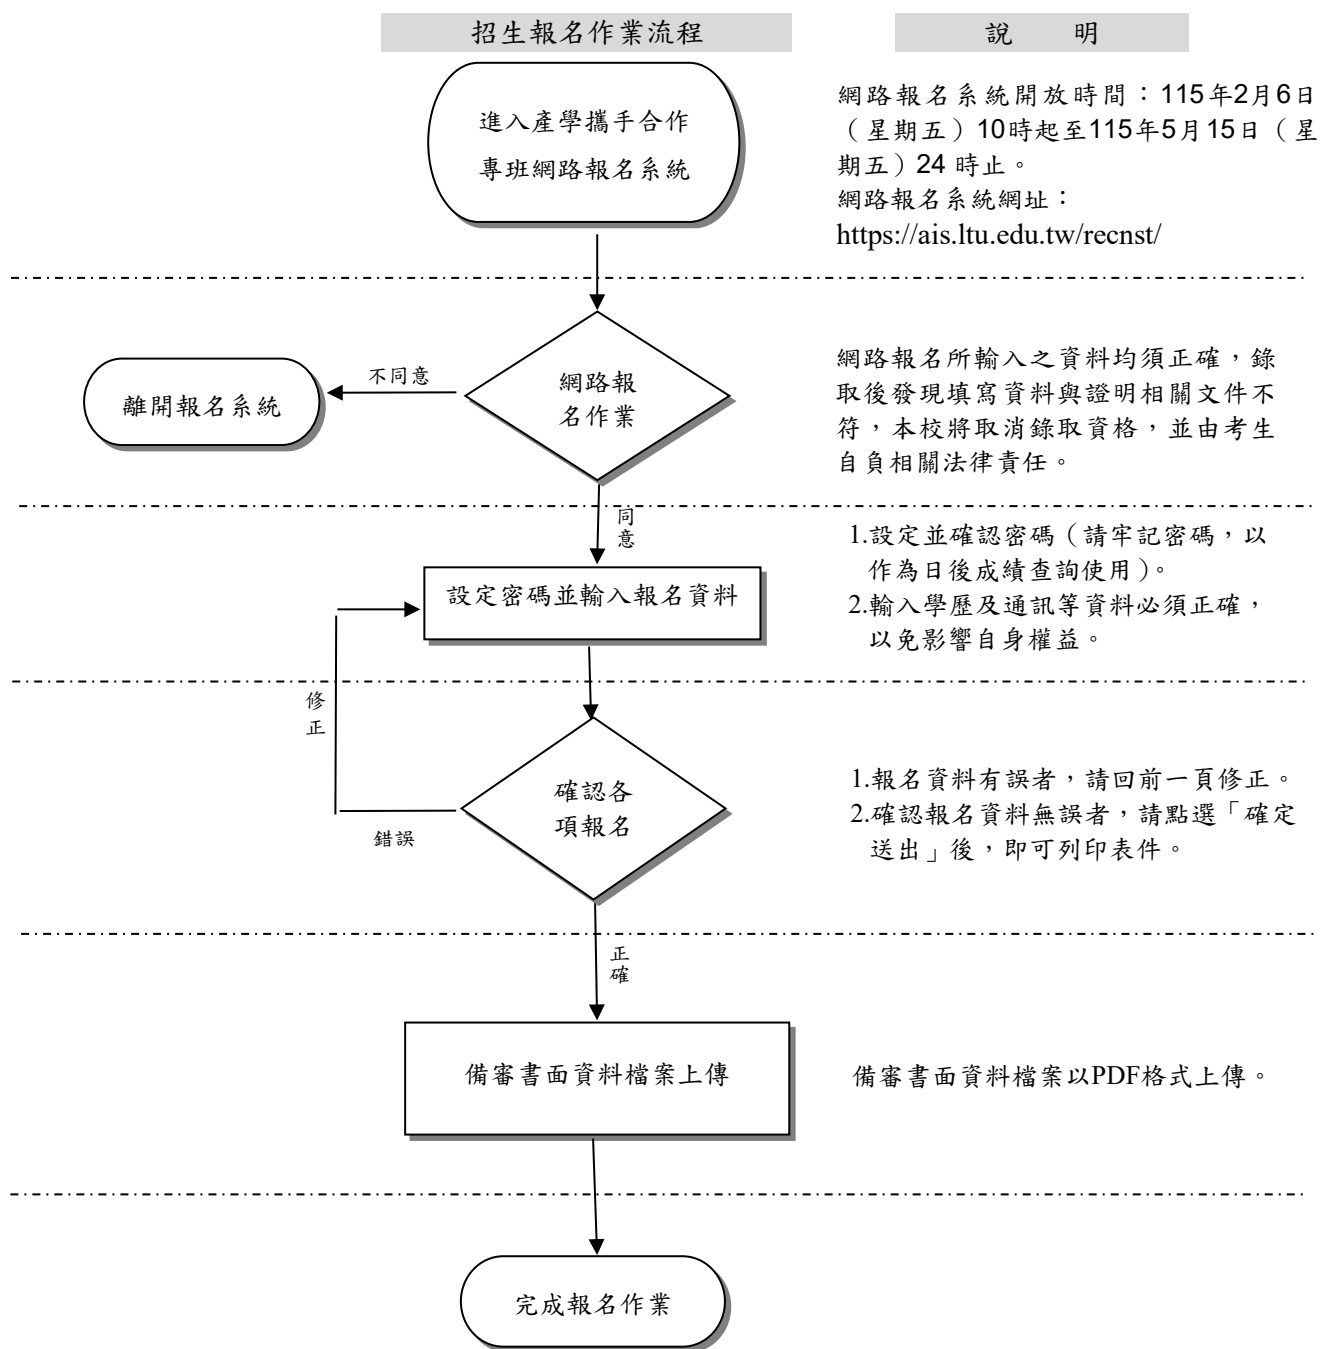 招生報名作業流程
說 明
進入產學攜手合作
專班網路報名系統
網路報名系統開放時間：115年2月6日
（星期五）10時起至115年5月15日（星
期五）24 時止。
網路報名系統網址：
https://ais.ltu.edu.tw/recnst/
不同意
離開報名系統
網路報
名作業
網路報名所輸入之資料均須正確，錄
取後發現填寫資料與證明相關文件不
符，本校將取消錄取資格，並由考生
自負相關法律責任。
同
意
設定密碼並輸入報名資料
1.設定並確認密碼（請牢記密碼，以
作為日後成績查詢使用）。
2.輸入學歷及通訊等資料必須正確，
以免影響自身權益。
修
正
確認各
項報名
錯誤
1.報名資料有誤者，請回前一頁修正。
2.確認報名資料無誤者，請點選「確定
送出」後，即可列印表件。
正
確
備審書面資料檔案上傳
備審書面資料檔案以PDF格式上傳。
完成報名作業